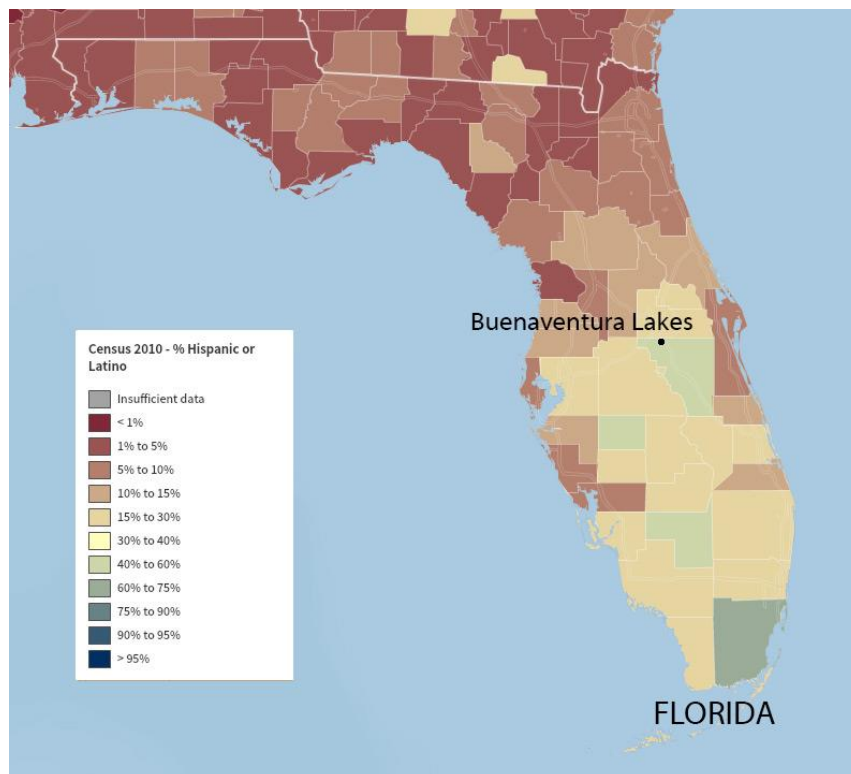 Buenaventura Lakes
Census 2010 - % Hispanic or
Latino
Insufficient data
< 1%
1% to 5%
5% to 10%
10% to 15%
15% to 30%
30% to 40%
40% to 60%
60% to 75%
75% to 90%
90% to 95%
> 95%
FLORIDA